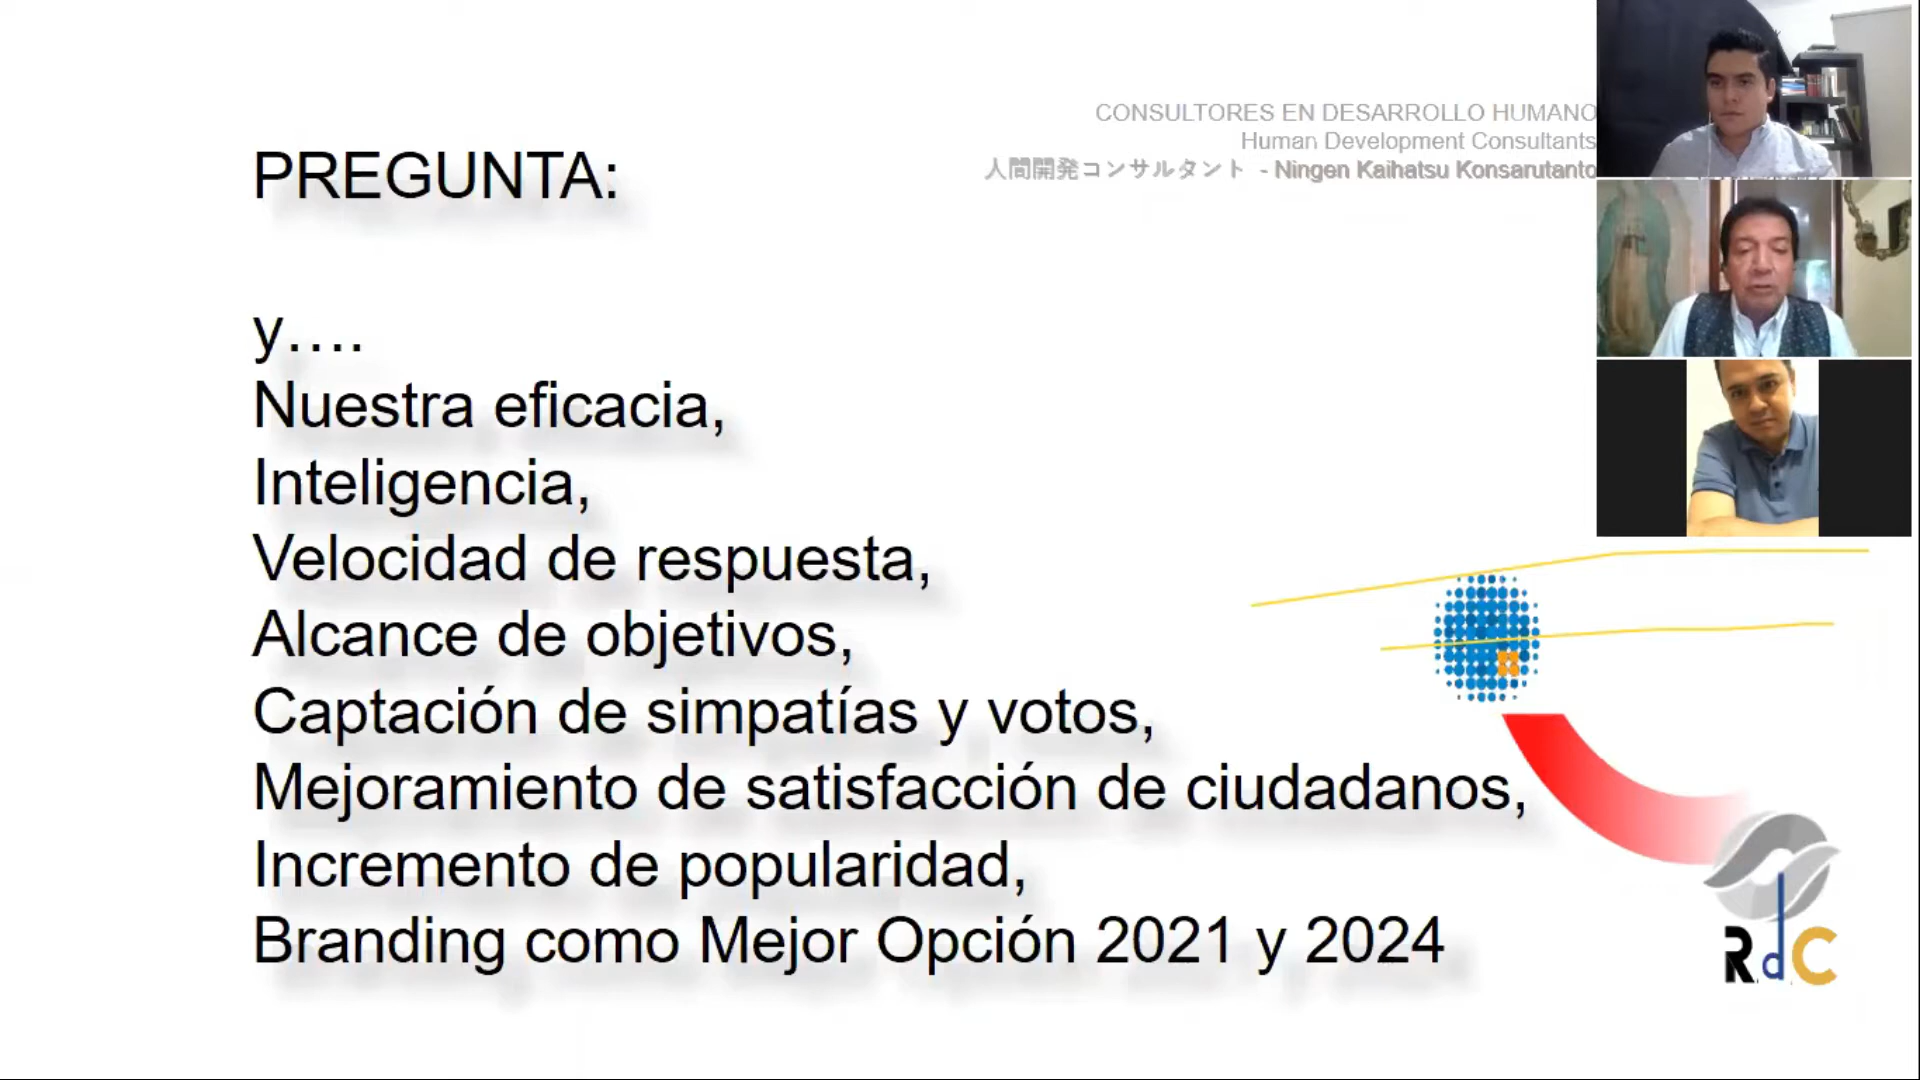 CONSULTORES EN DESARROLLO HUMANO
Human Development Consultants
人間開発コンサルタント - Ningen Kaihatsu Konsarutanto
PREGUNTA:
y....
Nuestra eficacia,
Inteligencia,
Velocidad de respuesta,
Alcance de objetivos,
Captación de simpatías y votos,
Mejoramiento de satisfacción de ciudadanos,
Incremento de popularidad,
Branding como Mejor Opción 2021 y 2024
R.d.C